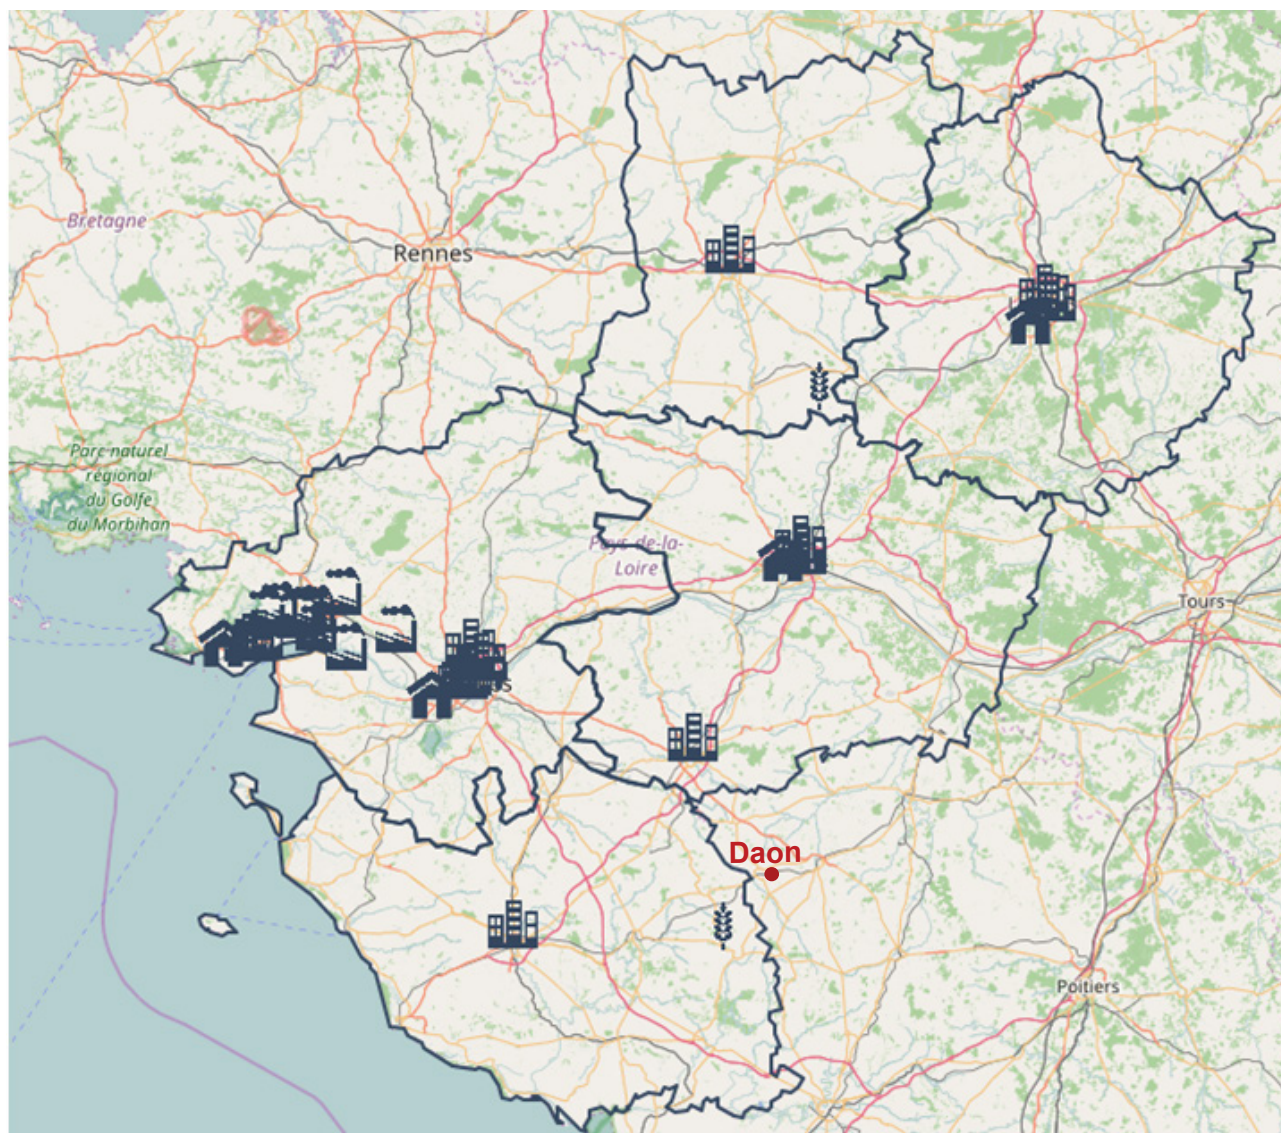 Bretagne
Rennes
Parc naturel
régional
du Golfe
du Morbihan
Pays-de-la-
Loire
Tours
Daon
Poitiers